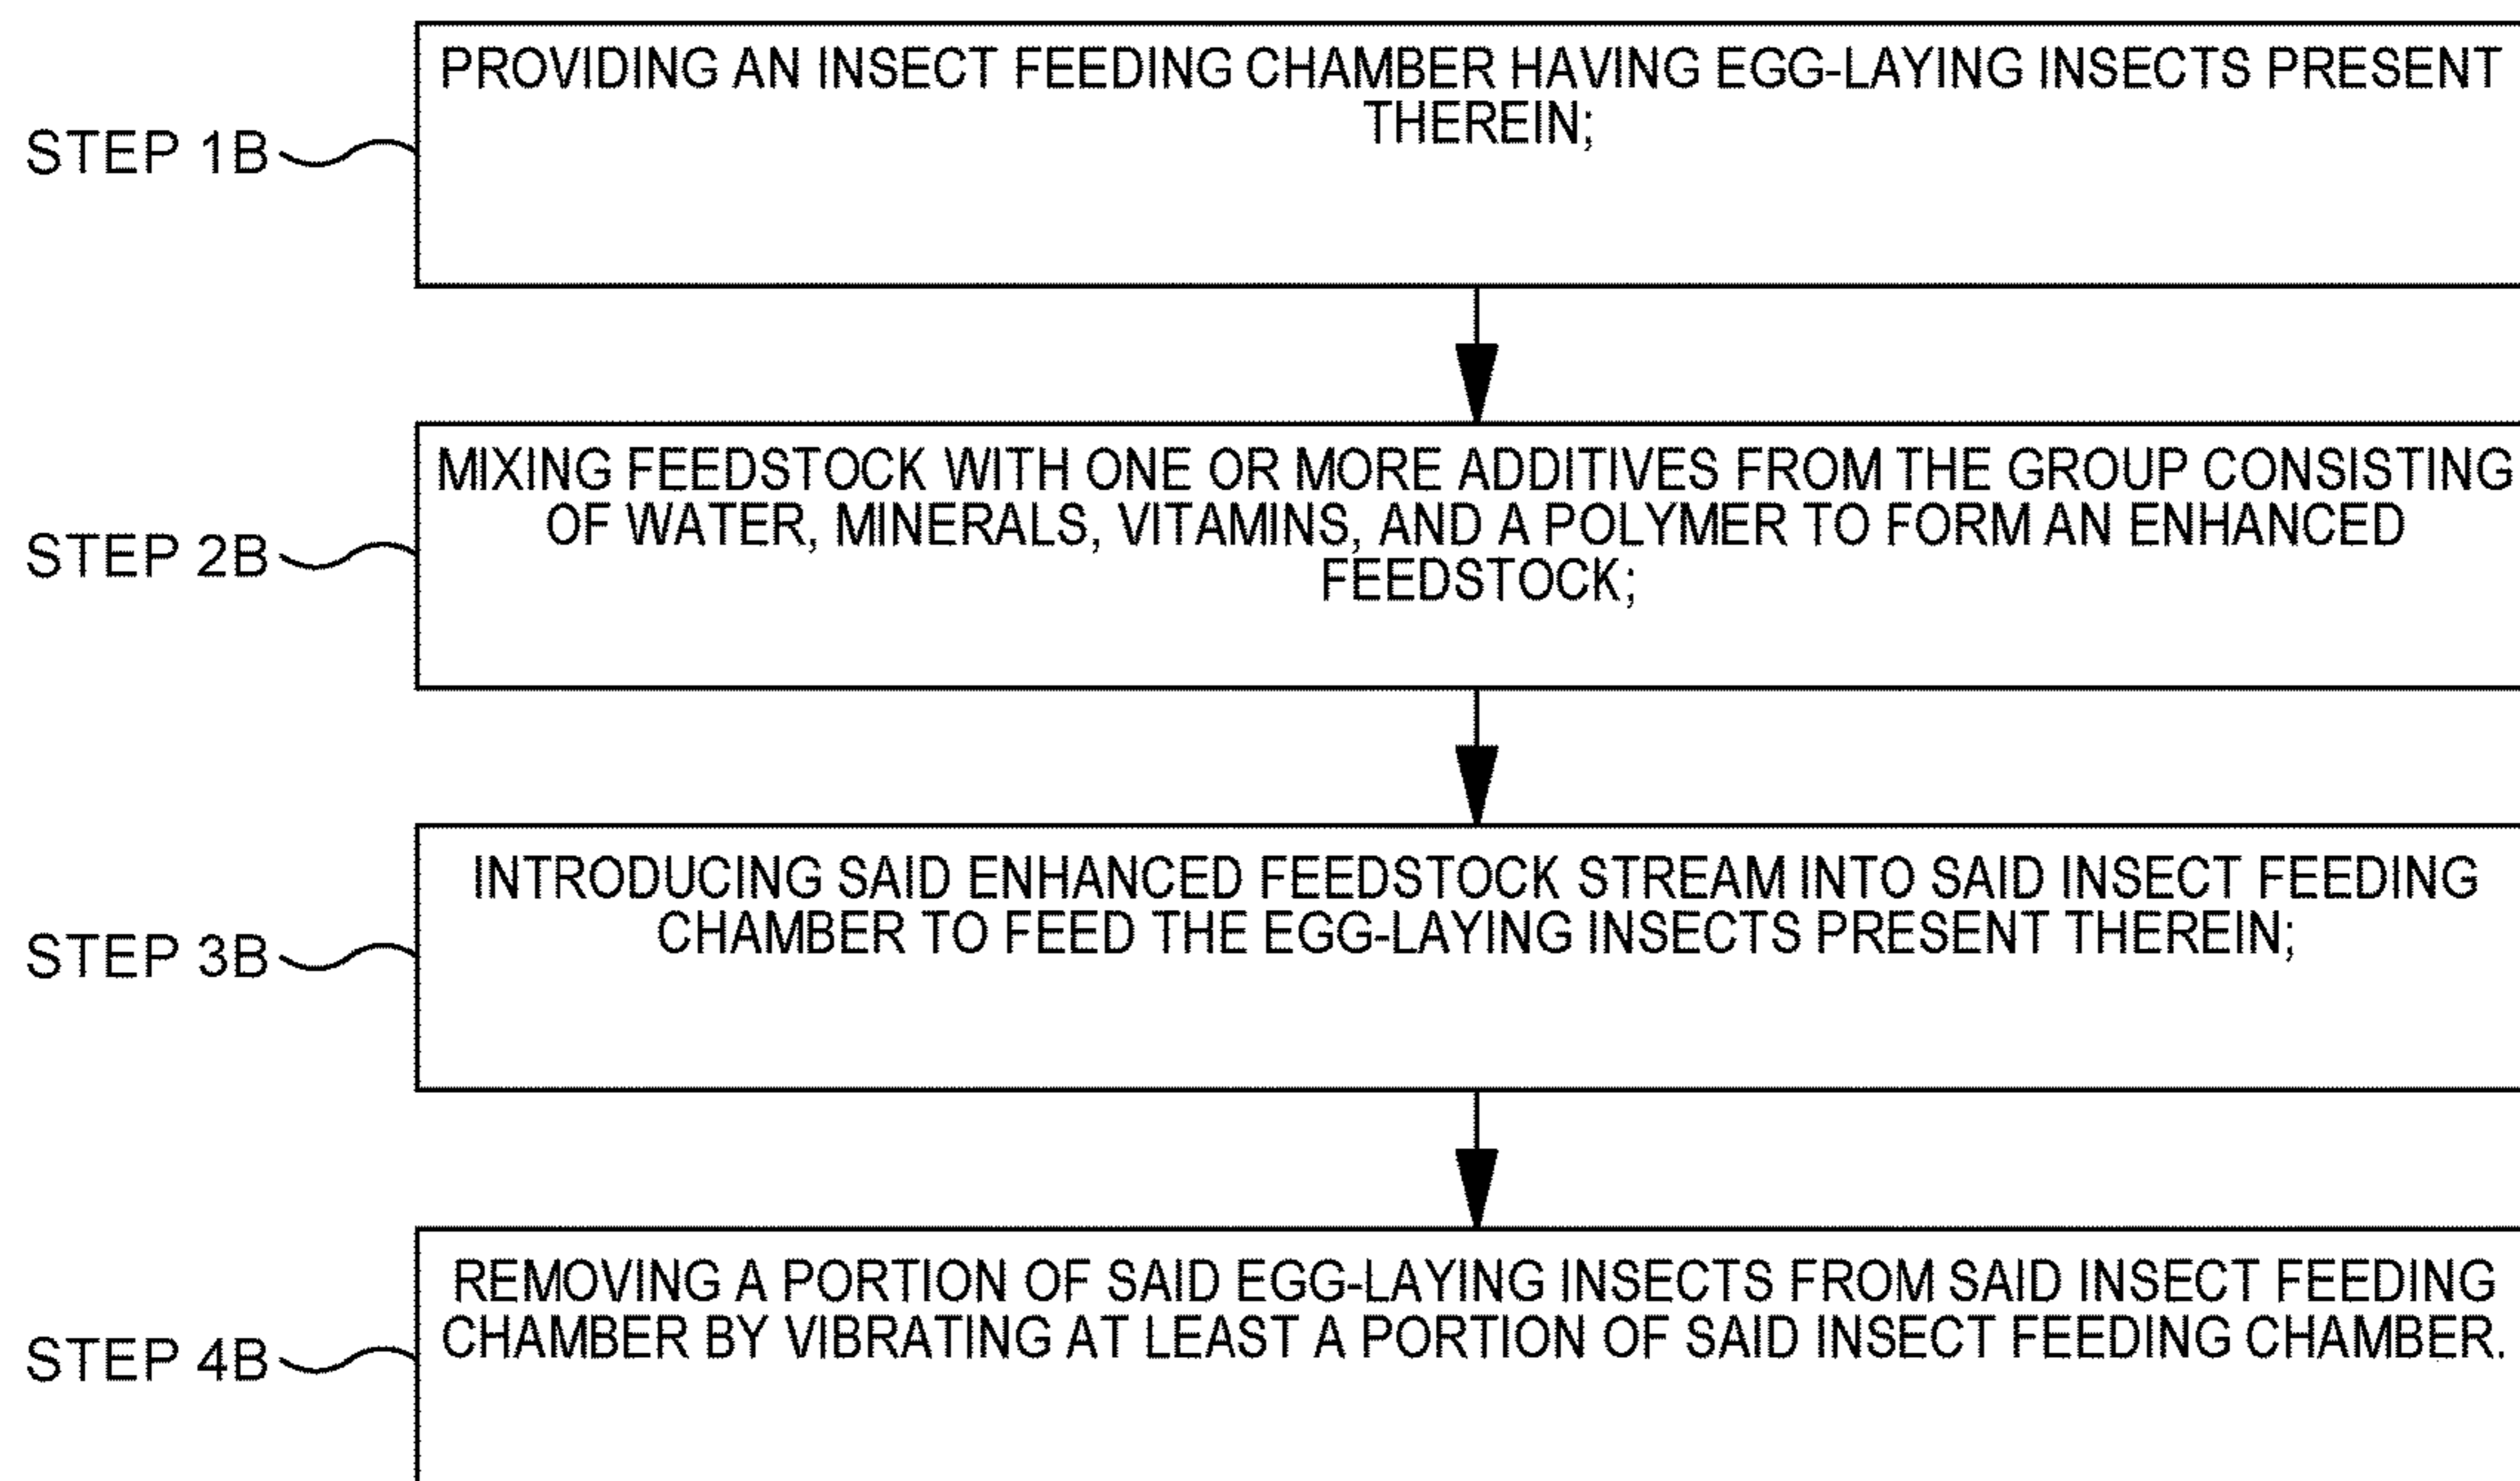 PROVIDING AN INSECT FEEDING CHAMBER HAVING EGG-LAYING INSECTS PRESENT
THEREIN;
STEP 1B
MIXING FEEDSTOCK WITH ONE OR MORE ADDITIVES FROM THE GROUP CONSISTING
OF WATER, MINERALS, VITAMINS, AND A POLYMER TO FORM AN ENHANCED
FEEDSTOCK;
STEP 2B
INTRODUCING SAID ENHANCED FEEDSTOCK STREAM INTO SAID INSECT FEEDING
CHAMBER TO FEED THE EGG-LAYING INSECTS PRESENT THEREIN;
STEP 3B
REMOVING A PORTION OF SAID EGG-LAYING INSECTS FROM SAID INSECT FEEDING
CHAMBER BY VIBRATING AT LEAST A PORTION OF SAID INSECT FEEDING CHAMBER.
STEP 4B